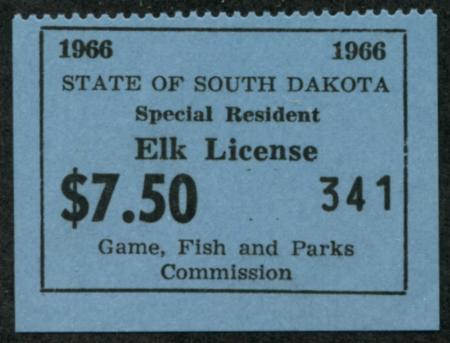 1966 1966
STATE OF SOUTH DAKOTA
Special Resident
Elk License
$7.50 341
Game, Fish and Parks
Commission